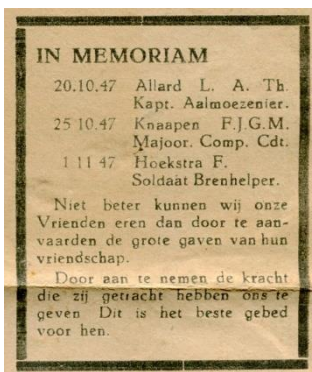 IN MEMORIAM
20.10.47 Allard L. A. Th.
Kapt. Aalmoezenier.
25 10.47 Knaapen F.J.G.M.
Majoor. Comp. Cdt.
1 11 47 Hoekstra F.
Soldaat Brenhelper.
Niet beter kunnen wij onze
Vrienden eren dan door te aan-
vaarden de grote gaven van hun
vriendschap.
Door aan te nemen de kracht
die zij getracht hebben ons te
geven Dit is het beste gebed
voor hen.